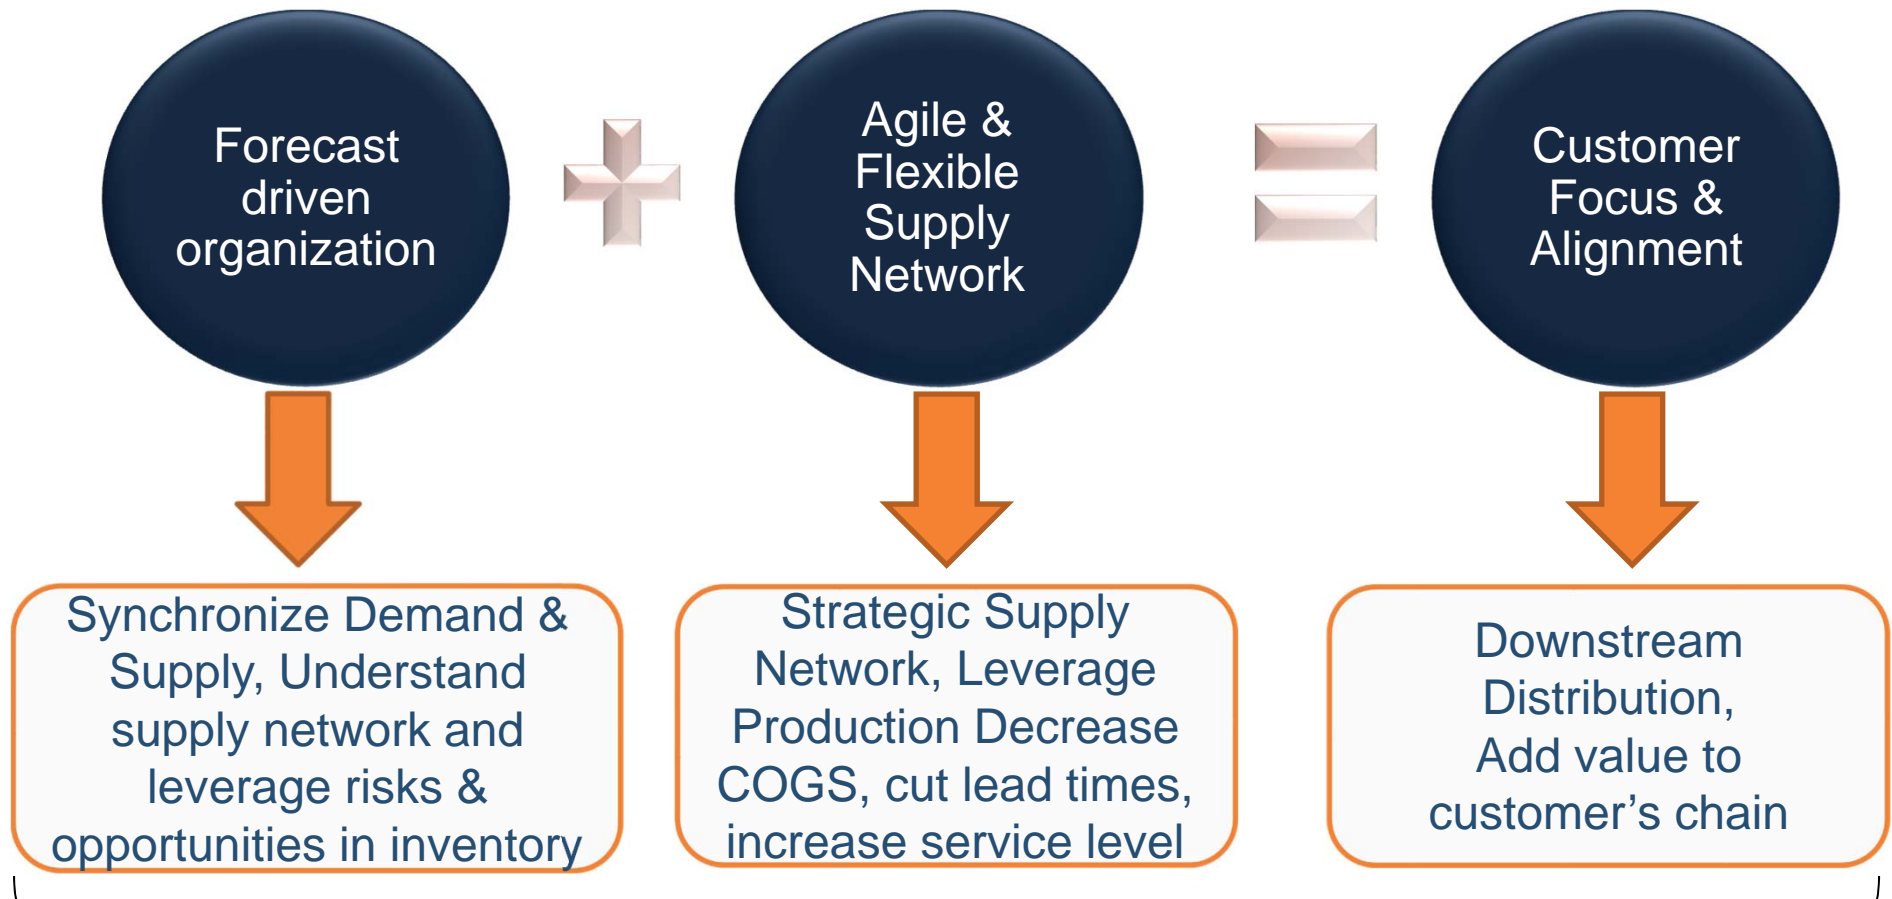 Forecast
driven
organization
Agile &
Flexible
Supply
Network
Customer
Focus &
Alignment
Synchronize Demand &
Supply, Understand
supply network and
leverage risks &
opportunities in inventory
Strategic Supply
Network, Leverage
Production Decrease
COGS, cut lead times,
increase service level
Downstream
Distribution,
Add value to
customer’s chain